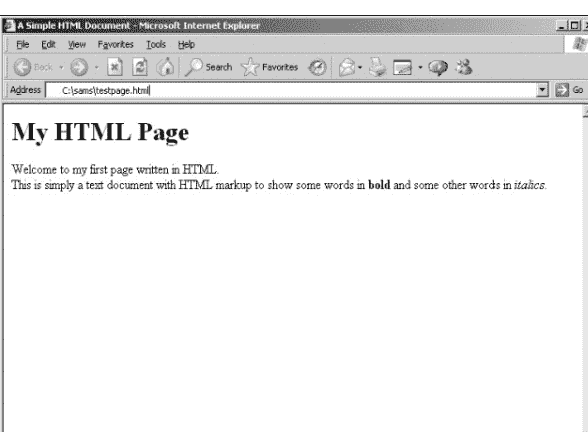 A Simple HTML Document - Microsoft Internet Explorer
File Edit View Favorites Tools Help
Back Search Favorites
Address C:\sams\testpage.html Go
My HTML Page
Welcome to my first page written in HTML.
This is simply a text document with HTML markup to show some words in bold and some other words in italics.